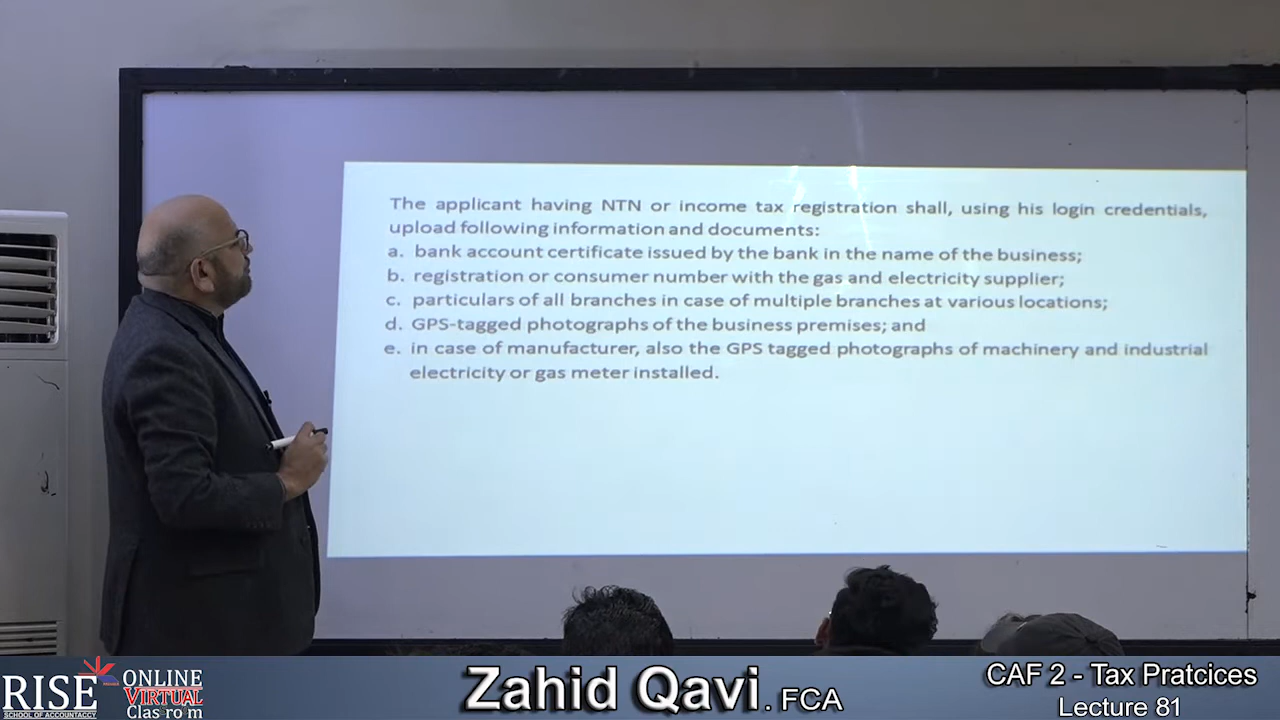 The applicant having NTN or income tax registration shall, using his login credentials,
upload following information and documents:
a. bank account certificate issued by the bank in the name of the business;
b. registration or consumer number with the gas and electricity supplier;
c. particulars of all branches in case of multiple branches at various locations;
d. GPS-tagged photographs of the business premises; and
e. in case of manufacturer, also the GPS tagged photographs of machinery and industrial
electricity or gas meter installed.
RISE
SCHOOL OF ACCOUNTACY
ONLINE
VIRTUAL
Clasrom
Zahid Qavi. FCA
CAF 2 - Tax Pratcices
Lecture 81